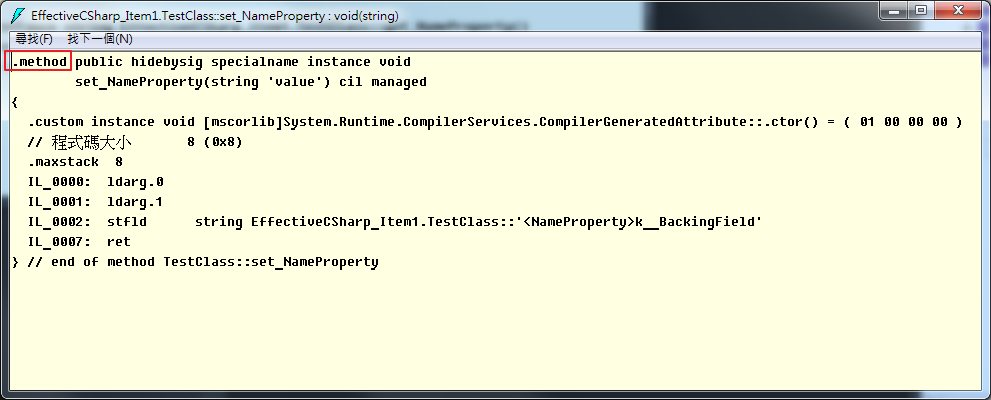 EffectiveCSharp_Item1.TestClass::set_NameProperty : void(string)
尋找(F) 找下一個(N)
.method public hidebysig specialname instance void
set_NameProperty(string 'value') cil managed
{
.custom instance void [mscorlib]System.Runtime.CompilerServices.CompilerGeneratedAttribute::.ctor() = ( 01 00 00 00 )
// 程式碼大小 8 (0x8)
.maxstack 8
IL_0000: ldarg.0
IL_0001: ldarg.1
IL_0002: stfld string EffectiveCSharp_Item1.TestClass::'<NameProperty>k__BackingField'
IL_0007: ret
} // end of method TestClass::set_NameProperty